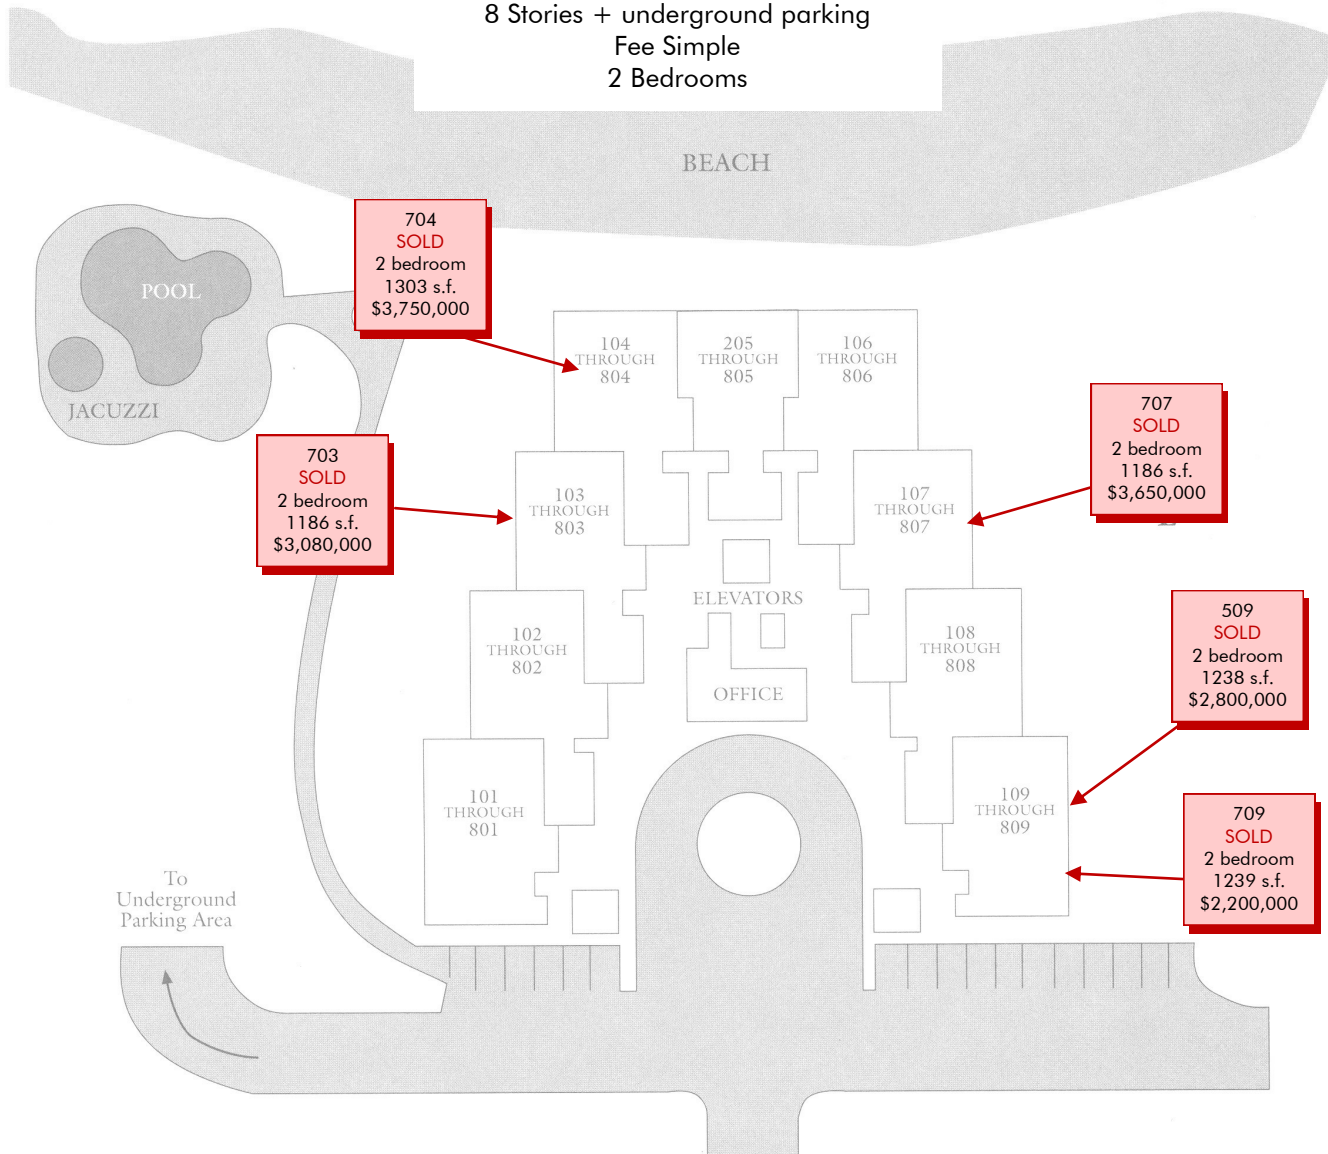 8 Stories + underground parking
Fee Simple
2 Bedrooms
BEACH
704
SOLD
2 bedroom
1303 s.f.
$3,750,000
POOL
JACUZZI
104
THROUGH
804
205
THROUGH
805
106
THROUGH
806
707
SOLD
2 bedroom
1186 s.f.
$3,650,000
703
SOLD
2 bedroom
1186 s.f.
$3,080,000
103
THROUGH
803
107
THROUGH
807
ELEVATORS
102
THROUGH
802
108
THROUGH
808
OFFICE
509
SOLD
2 bedroom
1238 s.f.
$2,800,000
101
THROUGH
801
109
THROUGH
809
709
SOLD
2 bedroom
1239 s.f.
$2,200,000
To
Underground
Parking Area